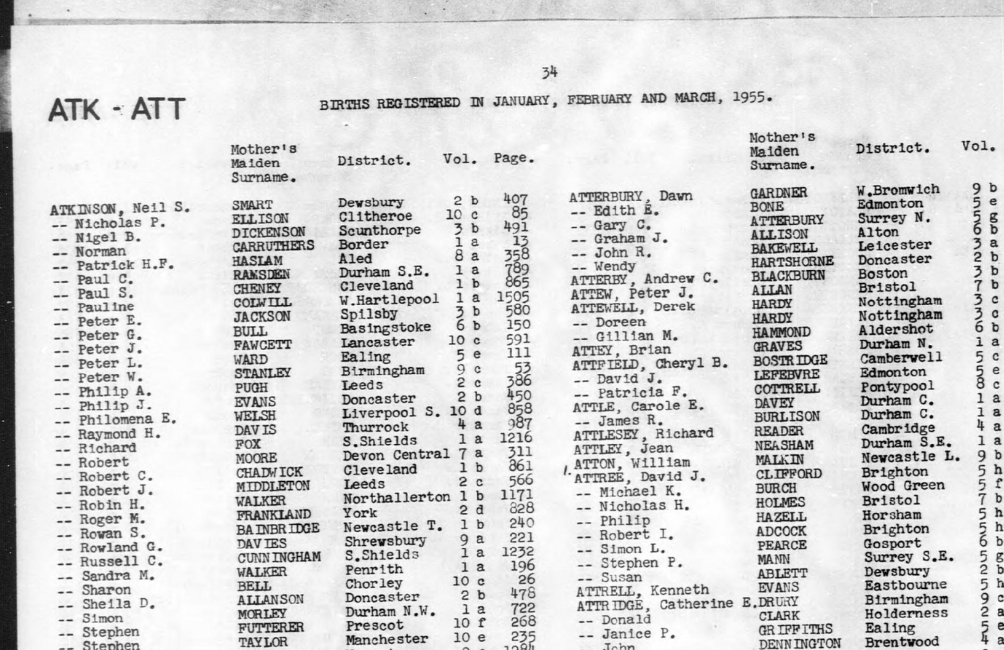 34
ATK - ATT
BIRTHS REGISTERED IN JANUARY, FEBRUARY AND MARCH, 1955.
Mother's
Maiden
Surname. District. Vol. Page.
ATKINSON, Neil S. SMART Dewsbury 2 b 407
-- Nicholas P. ELLISON Clitheroe 10 c 85
-- Nigel B. DICKENSON Scunthorpe 3 b 491
-- Norman CARRUTHERS Border 1 a 13
-- Patrick H.F. HASLAM Aled 8 a 358
-- Paul C. RAMSDEN Durham S.E. 1 a 789
-- Paul S. CHENEY Cleveland 1 b 865
-- Pauline COLWILL W.Hartlepool 1 a 1505
-- Peter E. JACKSON Spilsby 3 b 580
-- Peter G. BULL Basingstoke 6 b 150
-- Peter J. FAWCETT Lancaster 10 c 591
-- Peter L. WARD Ealing 5 e 111
-- Peter W. STANLEY Birmingham 9 c 53
-- Philip A. PUGH Leeds 2 c 386
-- Philip J. EVANS Doncaster 2 b 450
-- Philomena E. WELSH Liverpool S. 10 d 858
-- Raymond H. DAVIS Thurrock 4 a 987
-- Richard FOX S.Shields 1 a 1216
-- Robert MOORE Devon Central 7 a 311
-- Robert C. CHADWICK Cleveland 1 b 861
-- Robert J. MIDDLETON Leeds 2 c 566
-- Robin H. WALKER Northallerton 1 b 1171
-- Roger M. FRANKLAND York 2 d 828
-- Rowan S. BAINBRIDGE Newcastle T. 1 b 240
-- Rowland G. DAVIES Shrewsbury 9 a 221
-- Russell C. CUNNINGHAM S.Shields 1 a 1232
-- Sandra M. WALKER Penrith 1 a 196
-- Sharon BELL Chorley 10 c 26
-- Sheila D. ALLANSON Doncaster 2 b 478
-- Simon MORLEY Durham N.W. 1 a 722
-- Stephen FUTTERER Prescot 10 f 268
-- Stephen TAYLOR Manchester 10 e 235
Mother's
Maiden
Surname. District. Vol.
ATTERBURY, Dawn GARDNER W.Bromwich 9 b
-- Edith E. BONE Edmonton 5 e
-- Gary C. ATTERBURY Surrey N. 5 g
-- Graham J. ALLISON Alton 6 b
-- John R. BAKEWELL Leicester 3 a
-- Wendy HARTSHORNE Doncaster 2 b
ATTERBY, Andrew C. BLACKBURN Boston 3 b
ATTEW, Peter J. ALLAN Bristol 7 b
ATTEWELL, Derek HARDY Nottingham 3 c
-- Doreen HARDY Nottingham 3 c
-- Gillian M. HAMMOND Aldershot 6 b
ATTEY, Brian GRAVES Durham N. 1 a
ATTFIELD, Cheryl B. BOSTRIDGE Camberwell 5 c
-- David J. LEFEBVRE Edmonton 5 e
-- Patricia F. COTTRELL Pontypool 8 c
ATTLE, Carole E. DAVEY Durham C. 1 a
-- James R. BURLISON Durham C. 1 a
ATTLESEY, Richard READER Cambridge 4 a
ATTLEY, Jean NEASHAM Durham S.E. 1 a
ATTON, William MALKIN Newcastle L. 9 b
ATTREE, David J. CLIFFORD Brighton 5 h
-- Michael K. BURCH Wood Green 5 f
-- Nicholas H. HOLMES Bristol 7 b
-- Philip HAZELL Horsham 5 h
-- Robert I. ADCOCK Brighton 5 h
-- Simon L. PEARCE Gosport 6 b
-- Stephen P. MANN Surrey S.E. 5 g
-- Susan ABLETT Dewsbury 2 b
ATTRELL, Kenneth EVANS Eastbourne 5 h
ATTRIDGE, Catherine E. DRURY Birmingham 9 c
-- Donald CLARK Holderness 2 a
-- Janice P. GRIFFITHS Ealing 5 e
-- John DENNINGTON Brentwood 4 a